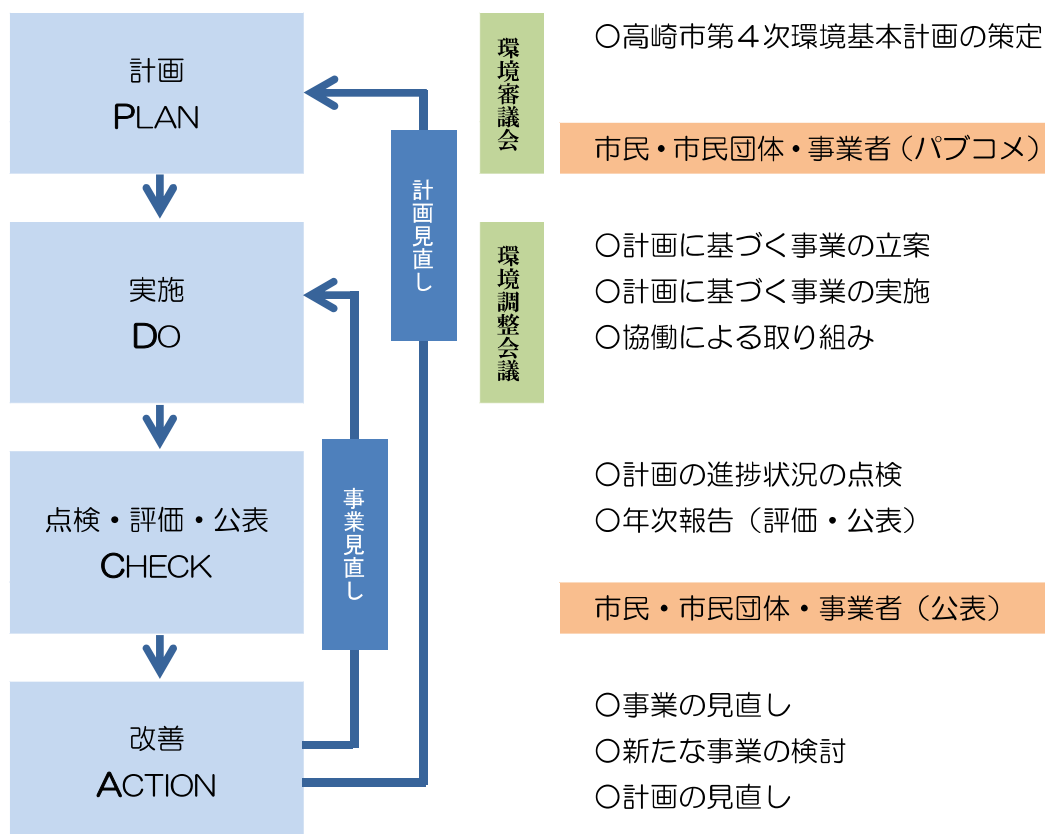 計画
PLAN
環境審議会
○高崎市第４次環境基本計画の策定
市民・市民団体・事業者（パブコメ）
計画見直し
実施
DO
環境調整会議
○計画に基づく事業の立案
○計画に基づく事業の実施
○協働による取り組み
事業見直し
点検・評価・公表
CHECK
○計画の進捗状況の点検
○年次報告（評価・公表）
市民・市民団体・事業者（公表）
改善
ACTION
○事業の見直し
○新たな事業の検討
○計画の見直し